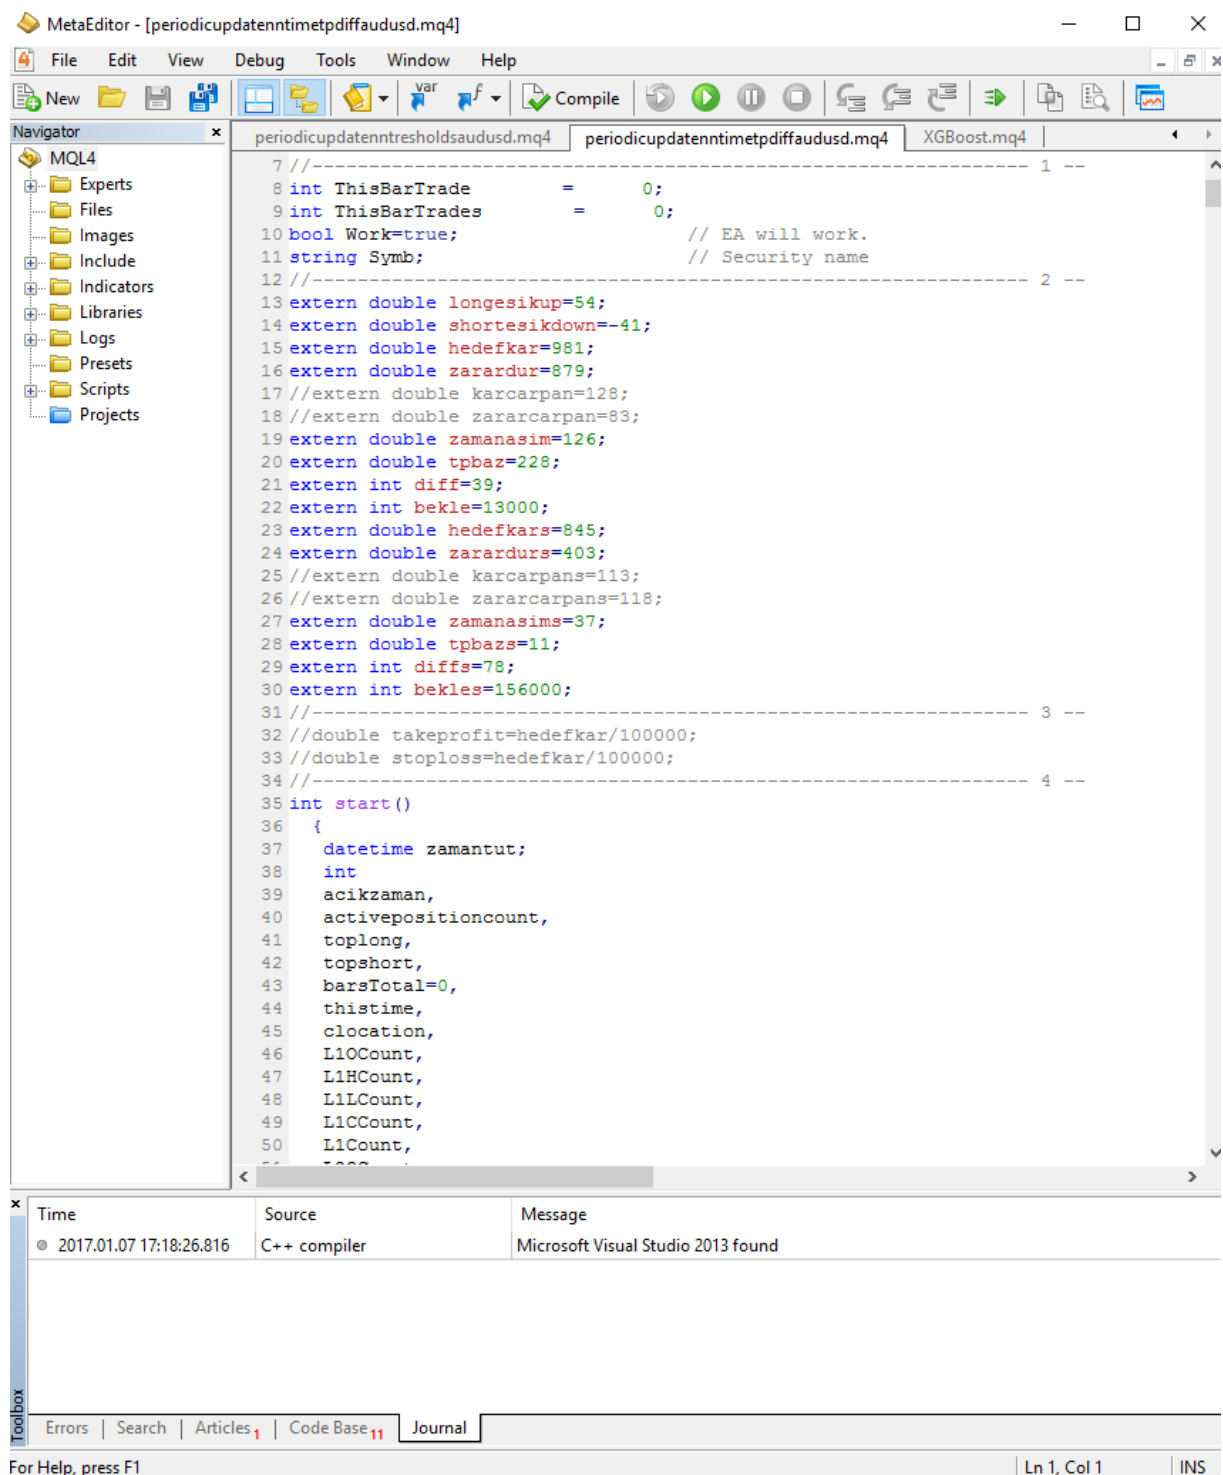 MetaEditor - [periodicupdatenntimetpdiffaudusd.mq4]
File Edit View Debug Tools Window Help
New var f Compile
Navigator
periodicupdatenntresholdsaudusd.mq4 periodicupdatenntimetpdiffaudusd.mq4 XGBoost.mq4
MQL4
Experts
Files
Images
Include
Indicators
Libraries
Logs
Presets
Scripts
Projects
7 //--------------------------------------------------------------- 1 --
8 int ThisBarTrade = 0;
9 int ThisBarTrades = 0;
10 bool Work=true; // EA will work.
11 string Symb; // Security name
12 //--------------------------------------------------------------- 2 --
13 extern double longesikup=54;
14 extern double shortesikdown=-41;
15 extern double hedefkar=981;
16 extern double zarardur=879;
17 //extern double karcarpan=128;
18 //extern double zararcarpan=83;
19 extern double zamanasim=126;
20 extern double tpbaz=228;
21 extern int diff=39;
22 extern int bekle=13000;
23 extern double hedefkars=845;
24 extern double zarardurs=403;
25 //extern double karcarpans=113;
26 //extern double zararcarpans=118;
27 extern double zamanasims=37;
28 extern double tpbazs=11;
29 extern int diffs=78;
30 extern int bekles=156000;
31 //--------------------------------------------------------------- 3 --
32 //double takeprofit=hedefkar/100000;
33 //double stoploss=hedefkar/100000;
34 //--------------------------------------------------------------- 4 --
35 int start()
36 {
37 datetime zamantut;
38 int
39 acikzaman,
40 activepositioncount,
41 toplong,
42 topshort,
43 barsTotal=0,
44 thistime,
45 clocation,
46 L1OCount,
47 L1HCount,
48 L1LCount,
49 L1CCount,
50 L1Count,
Time Source Message
2017.01.07 17:18:26.816 C++ compiler Microsoft Visual Studio 2013 found
Toolbox
Errors Search Articles 1 Code Base 11 Journal
For Help, press F1 Ln 1, Col 1 INS